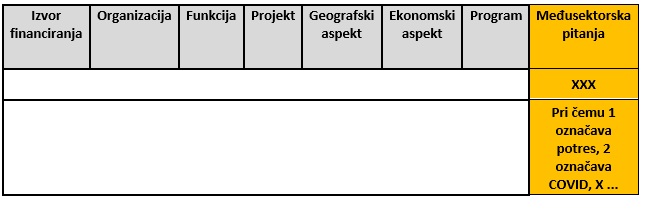 Izvor financiranja
Organizacija
Funkcija
Projekt
Geografski aspekt
Ekonomski aspekt
Program
Međusektorska pitanja
XXX
Pri čemu 1
označava
potres, 2
označava
COVID, X ...